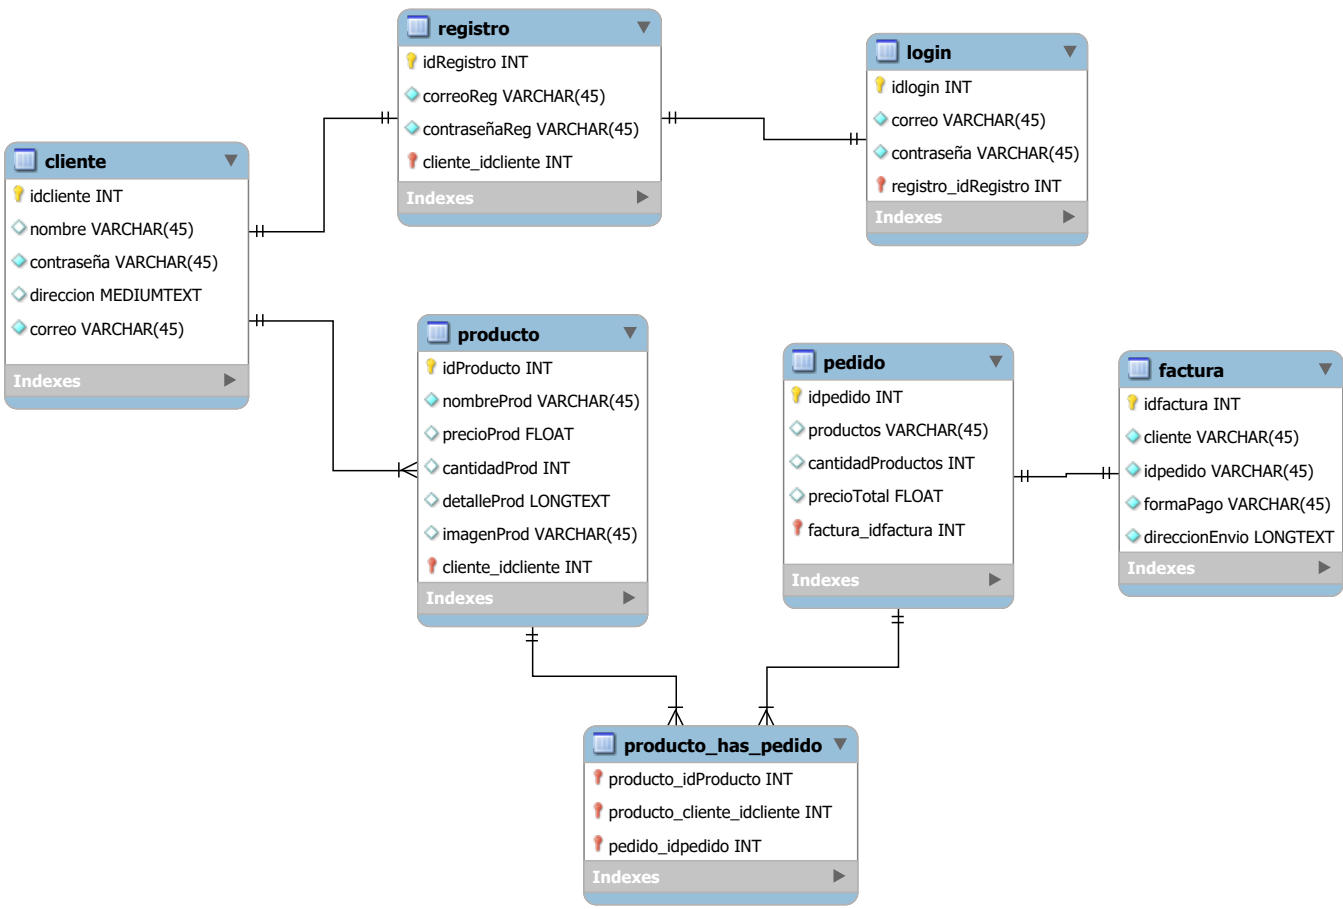 registro
idRegistro INT
correoReg VARCHAR(45)
contraseñaReg VARCHAR(45)
cliente_idcliente INT
Indexes
login
idlogin INT
correo VARCHAR(45)
contraseña VARCHAR(45)
registro_idRegistro INT
Indexes
cliente
idcliente INT
nombre VARCHAR(45)
contraseña VARCHAR(45)
direccion MEDIUMTEXT
correo VARCHAR(45)
Indexes
producto
idProducto INT
nombreProd VARCHAR(45)
precioProd FLOAT
cantidadProd INT
detalleProd LONGTEXT
imagenProd VARCHAR(45)
cliente_idcliente INT
Indexes
pedido
idpedido INT
productos VARCHAR(45)
cantidadProductos INT
precioTotal FLOAT
factura_idfactura INT
Indexes
factura
idfactura INT
cliente VARCHAR(45)
idpedido VARCHAR(45)
formaPago VARCHAR(45)
direccionEnvio LONGTEXT
Indexes
producto_has_pedido
producto_idProducto INT
producto_cliente_idcliente INT
pedido_idpedido INT
Indexes